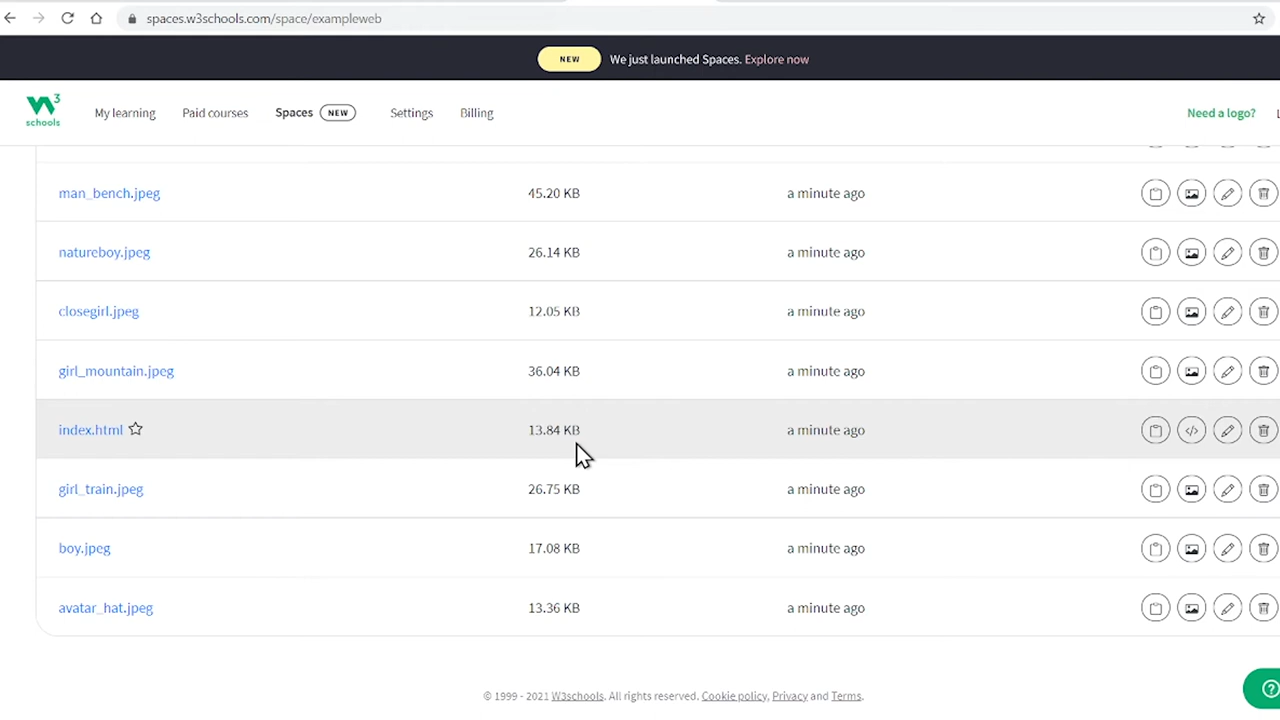 spaces.w3schools.com/space/exampleweb
NEW We just launched Spaces. Explore now
W3 schools My learning Paid courses Spaces NEW Settings Billing Need a logo?
man_bench.jpeg 45.20 KB a minute ago
natureboy.jpeg 26.14 KB a minute ago
closegirl.jpeg 12.05 KB a minute ago
girl_mountain.jpeg 36.04 KB a minute ago
index.html 13.84 KB a minute ago
girl_train.jpeg 26.75 KB a minute ago
boy.jpeg 17.08 KB a minute ago
avatar_hat.jpeg 13.36 KB a minute ago
© 1999 - 2021 W3schools. All rights reserved. Cookie policy, Privacy and Terms.